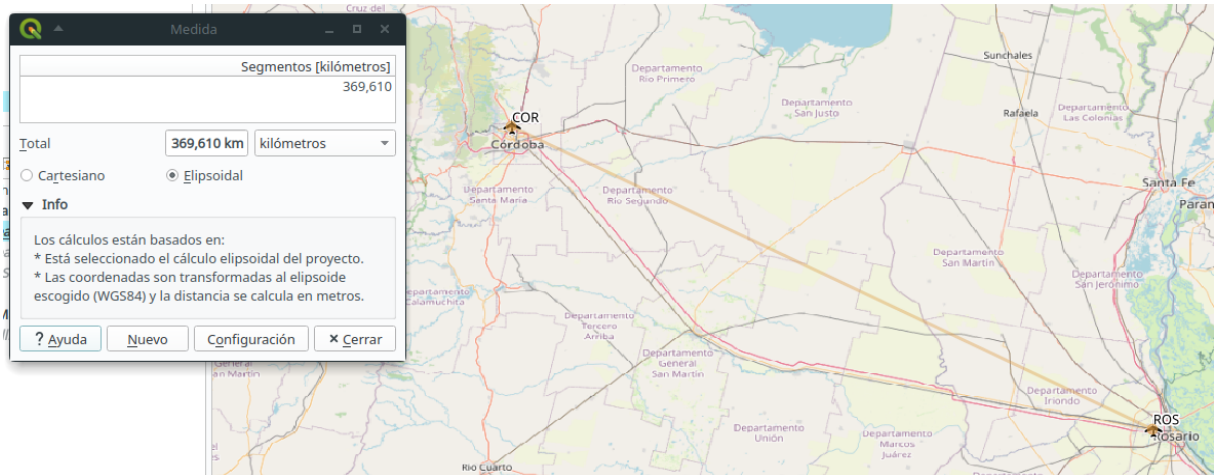 Medida
Segmentos [kilómetros]
369,610
Total
369,610 km
kilómetros
Cartesiano
Elipsoidal
Info
Los cálculos están basados en:
* Está seleccionado el cálculo elipsoidal del proyecto.
* Las coordenadas son transformadas al elipsoide
escogido (WGS84) y la distancia se calcula en metros.
? Ayuda
Nuevo
Configuración
× Cerrar
Cruz del
Sunchales
Departamento
Río Primero
Departamento
San Justo
Rafaela
Departamento
Las Colonias
COR
Córdoba
Departamento
Santa María
Departamento
Río Segundo
Santa Fe
Paran
Departamento
San Martín
Departamento
San Jerónimo
epartamento
Calamuchita
Departamento
Tercero
Arriba
Departamento
General
San Martín
General
an Martín
Departamento
Iriondo
ROS
Rosario
Departamento
Unión
Departamento
Marcos
Juárez
Río Cuarto